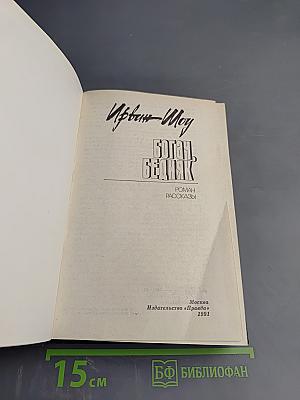 Ирвин Шоу
БОГАЧ,
БЕДНЯК
РОМАН
РАССКАЗЫ
Москва
Издательство «Правда»
1991
15 см
БФ БИБЛИОФАН